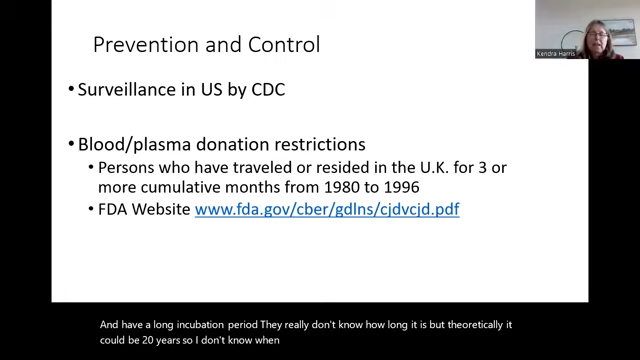 Prevention and Control
Kendra Harris
• Surveillance in US by CDC
• Blood/plasma donation restrictions
• Persons who have traveled or resided in the U.K. for 3 or
more cumulative months from 1980 to 1996
• FDA Website www.fda.gov/cber/gdlns/cjdvcjd.pdf
And have a long incubation period They really don't know how long it is but theoretically it
could be 20 years so I don't know when